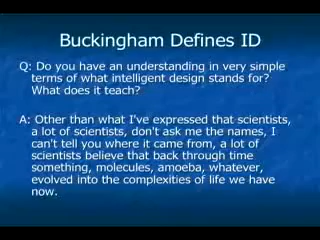 Buckingham Defines ID
Q: Do you have an understanding in very simple
terms of what intelligent design stands for?
What does it teach?
A: Other than what I've expressed that scientists,
a lot of scientists, don't ask me the names, I
can't tell you where it came from, a lot of
scientists believe that back through time
something, molecules, amoeba, whatever,
evolved into the complexities of life we have
now.